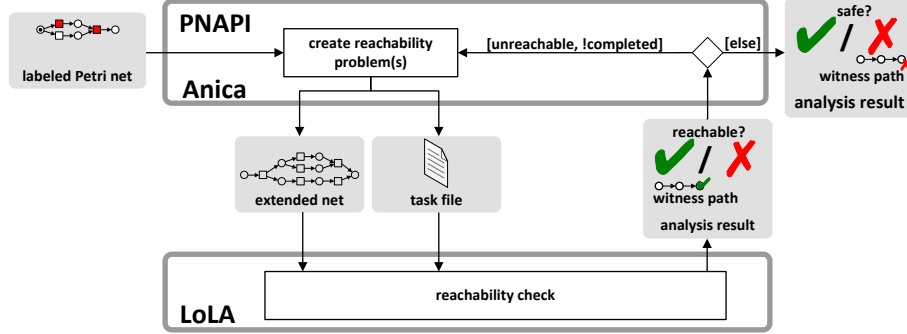 PNAPI
Anica
labeled Petri net
create reachability
problem(s)
[unreachable, !completed]
[else]
safe?
/
witness path
analysis result
extended net
task file
reachable?
/
witness path
analysis result
reachability check
LoLA